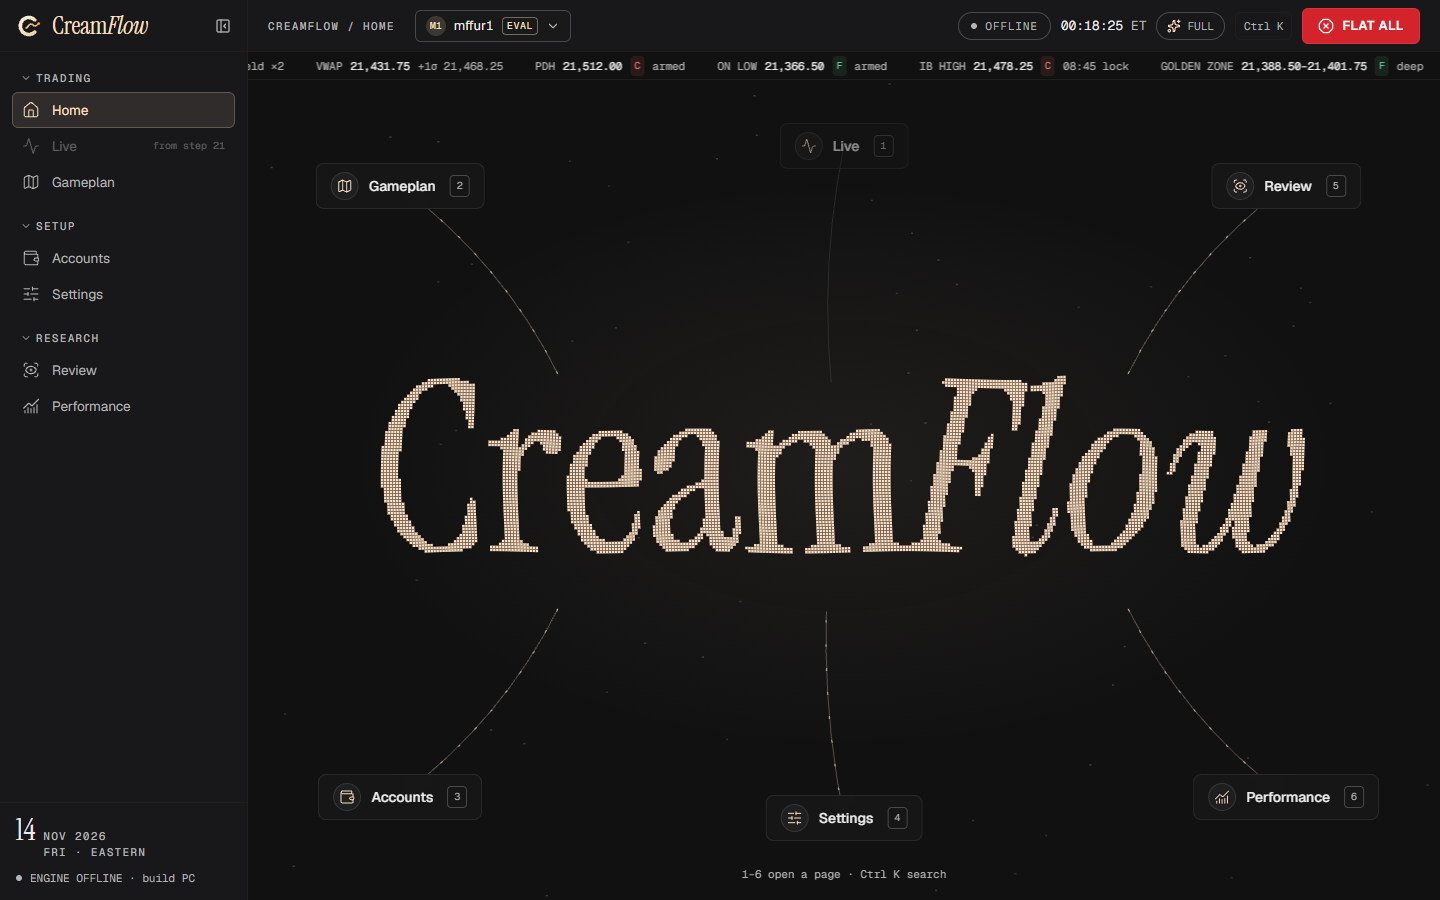 CreamFlow
CREAMFLOW / HOME
M1 mffur1 EVAL
OFFLINE
00:18:25 ET
FULL
Ctrl K
FLAT ALL
eld ×2 VWAP 21,431.75 +1σ 21,468.25 PDH 21,512.00 C armed ON LOW 21,366.50 F armed IB HIGH 21,478.25 C 08:45 lock GOLDEN ZONE 21,388.50–21,401.75 F deep
TRADING
Home
Live from step 21
Gameplan
SETUP
Accounts
Settings
RESEARCH
Review
Performance
14 NOV 2026
FRI · EASTERN
ENGINE OFFLINE · build PC
Live 1
Gameplan 2
Review 5
CreamFlow
Accounts 3
Settings 4
Performance 6
1–6 open a page · Ctrl K search